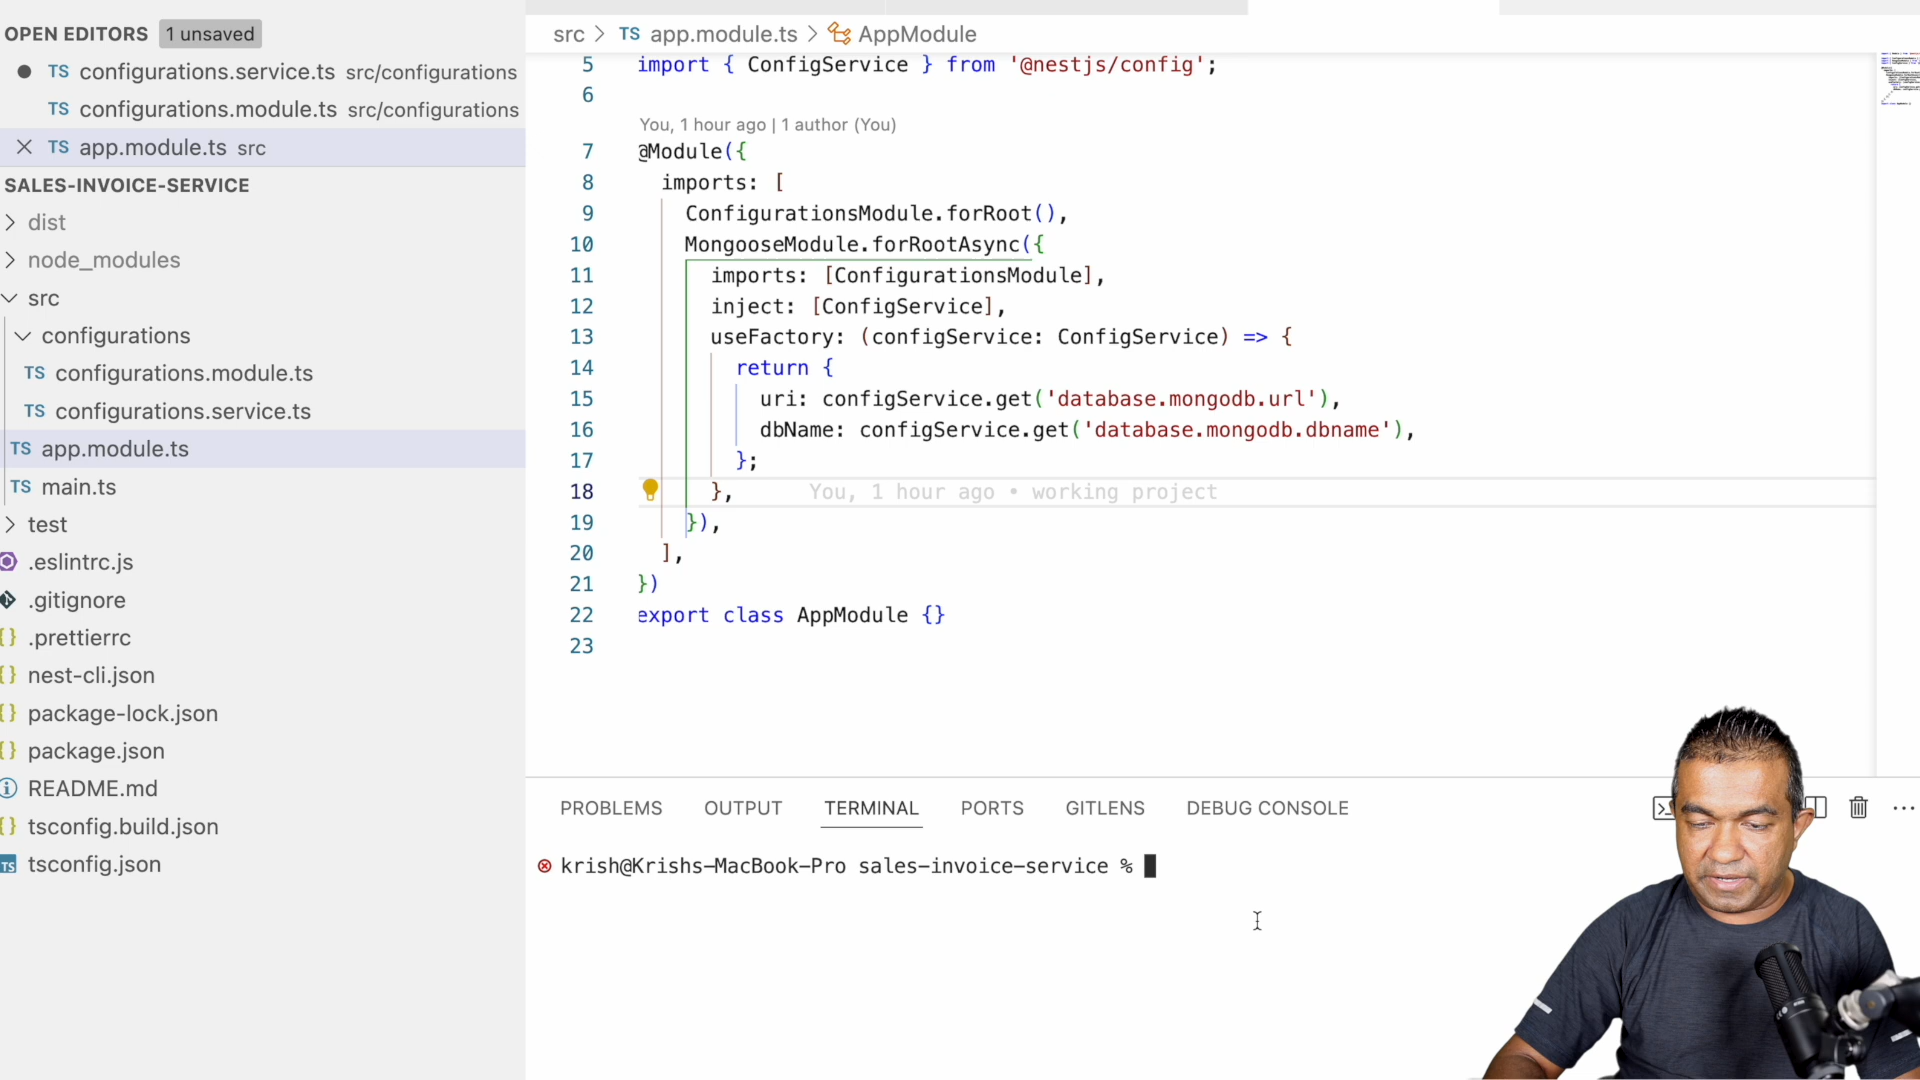 OPEN EDITORS 1 unsaved
TS configurations.service.ts src/configurations
TS configurations.module.ts src/configurations
TS app.module.ts src
SALES-INVOICE-SERVICE
dist
node_modules
src
configurations
TS configurations.module.ts
TS configurations.service.ts
TS app.module.ts
TS main.ts
test
.eslintrc.js
.gitignore
{} .prettierrc
{} nest-cli.json
{} package-lock.json
{} package.json
README.md
{} tsconfig.build.json
TS tsconfig.json
src > TS app.module.ts > AppModule
5 import { ConfigService } from '@nestjs/config';
6
You, 1 hour ago | 1 author (You)
7 @Module({
8 imports: [
9 ConfigurationsModule.forRoot(),
10 MongooseModule.forRootAsync({
11 imports: [ConfigurationsModule],
12 inject: [ConfigService],
13 useFactory: (configService: ConfigService) => {
14 return {
15 uri: configService.get('database.mongodb.url'),
16 dbName: configService.get('database.mongodb.dbname'),
17 };
18 }, You, 1 hour ago • working project
19 }),
20 ],
21 })
22 export class AppModule {}
23
PROBLEMS OUTPUT TERMINAL PORTS GITLENS DEBUG CONSOLE
krish@Krishs-MacBook-Pro sales-invoice-service %